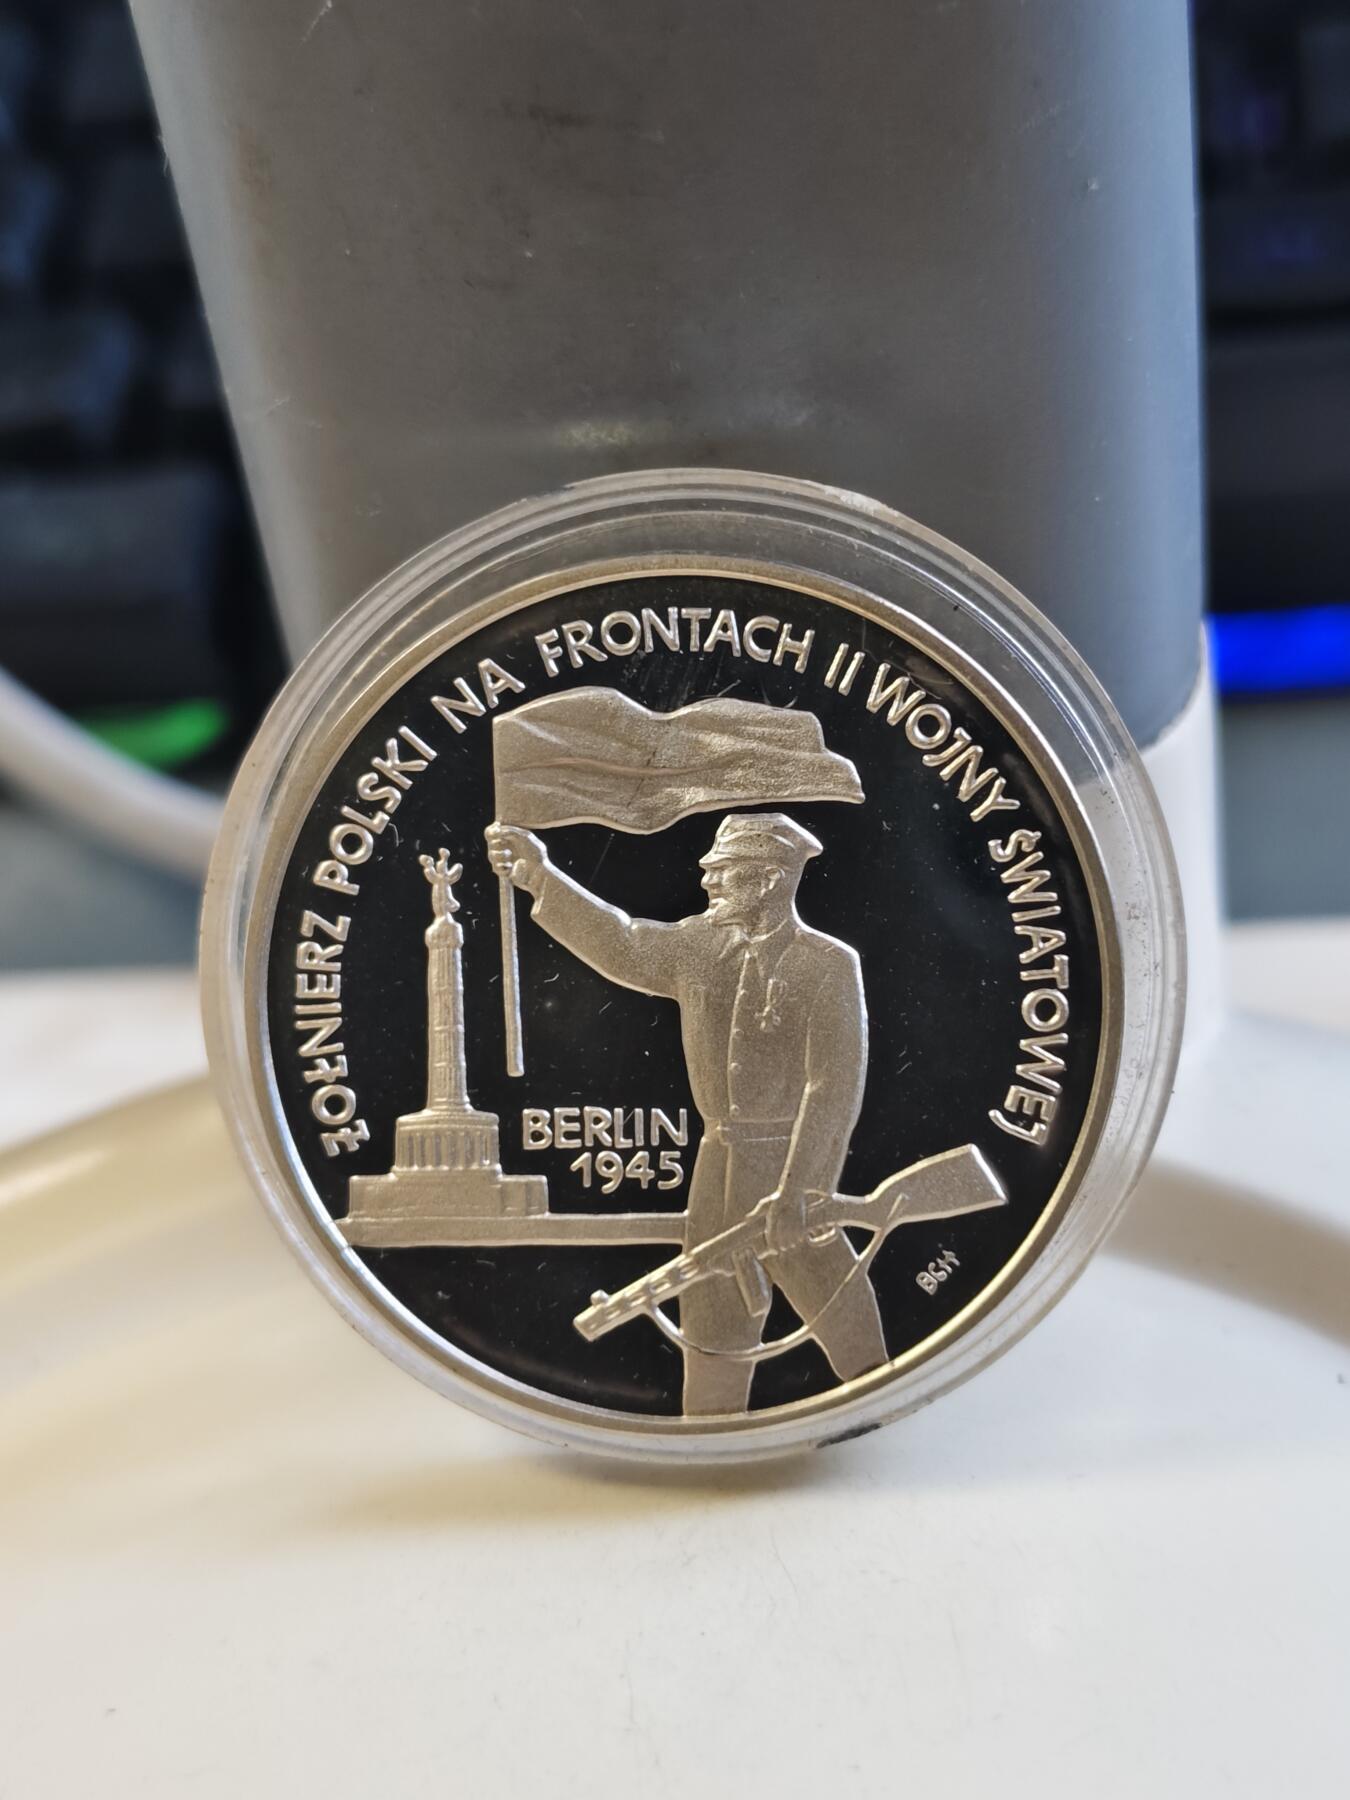 ŻOŁNIERZ POLSKI NA FRONTACH II WOJNY ŚWIATOWEJ
BERLIN
1945